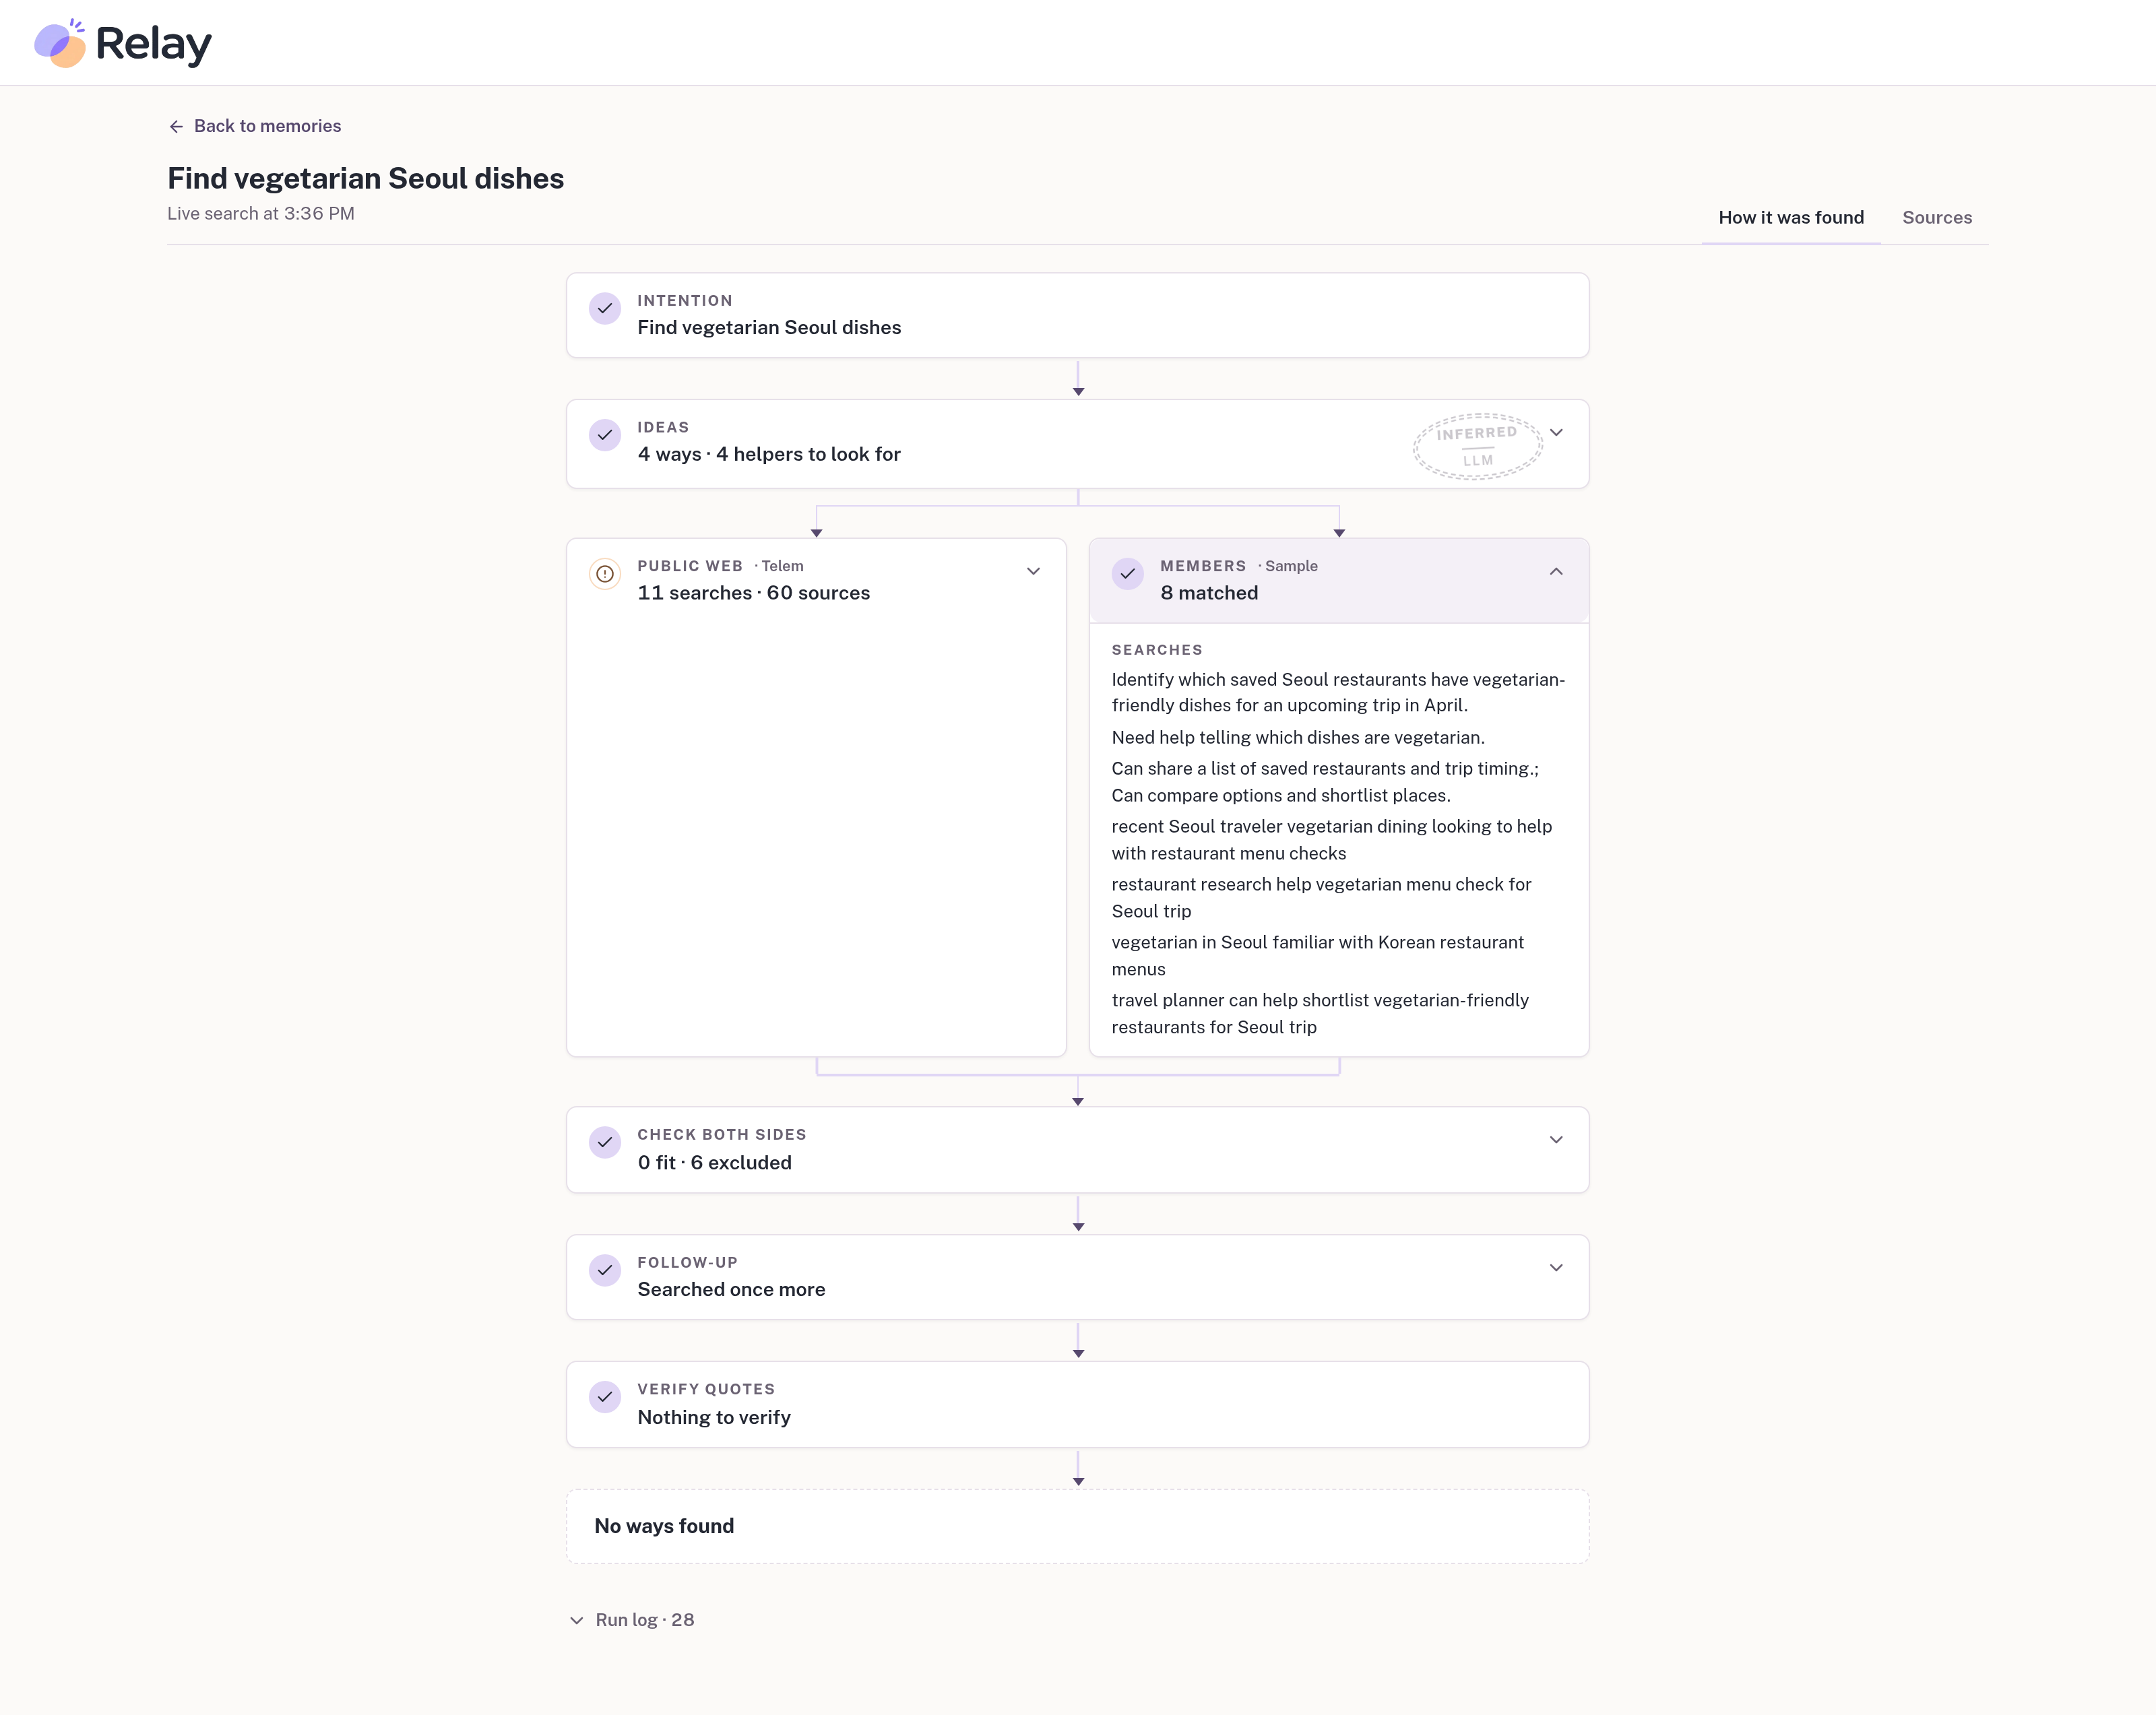 Relay
Back to memories
Find vegetarian Seoul dishes
Live search at 3:36 PM
How it was found
Sources
INTENTION
Find vegetarian Seoul dishes
IDEAS
4 ways · 4 helpers to look for
INFERRED
LLM
PUBLIC WEB · Telem
11 searches · 60 sources
MEMBERS · Sample
8 matched
SEARCHES
Identify which saved Seoul restaurants have vegetarian-
friendly dishes for an upcoming trip in April.
Need help telling which dishes are vegetarian.
Can share a list of saved restaurants and trip timing.;
Can compare options and shortlist places.
recent Seoul traveler vegetarian dining looking to help
with restaurant menu checks
restaurant research help vegetarian menu check for
Seoul trip
vegetarian in Seoul familiar with Korean restaurant
menus
travel planner can help shortlist vegetarian-friendly
restaurants for Seoul trip
CHECK BOTH SIDES
0 fit · 6 excluded
FOLLOW-UP
Searched once more
VERIFY QUOTES
Nothing to verify
No ways found
Run log · 28